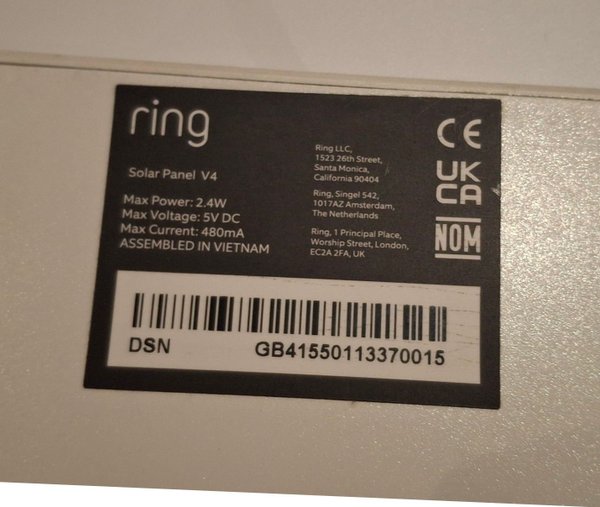 ring
Solar Panel V4
Max Power: 2.4W
Max Voltage: 5V DC
Max Current: 480mA
ASSEMBLED IN VIETNAM
Ring LLC,
1523 26th Street,
Santa Monica,
California 90404
Ring, Singel 542,
1017AZ Amsterdam,
The Netherlands
Ring, 1 Principal Place,
Worship Street, London,
EC2A 2FA, UK
CE
UK
CA
NOM
DSN GB41550113370015